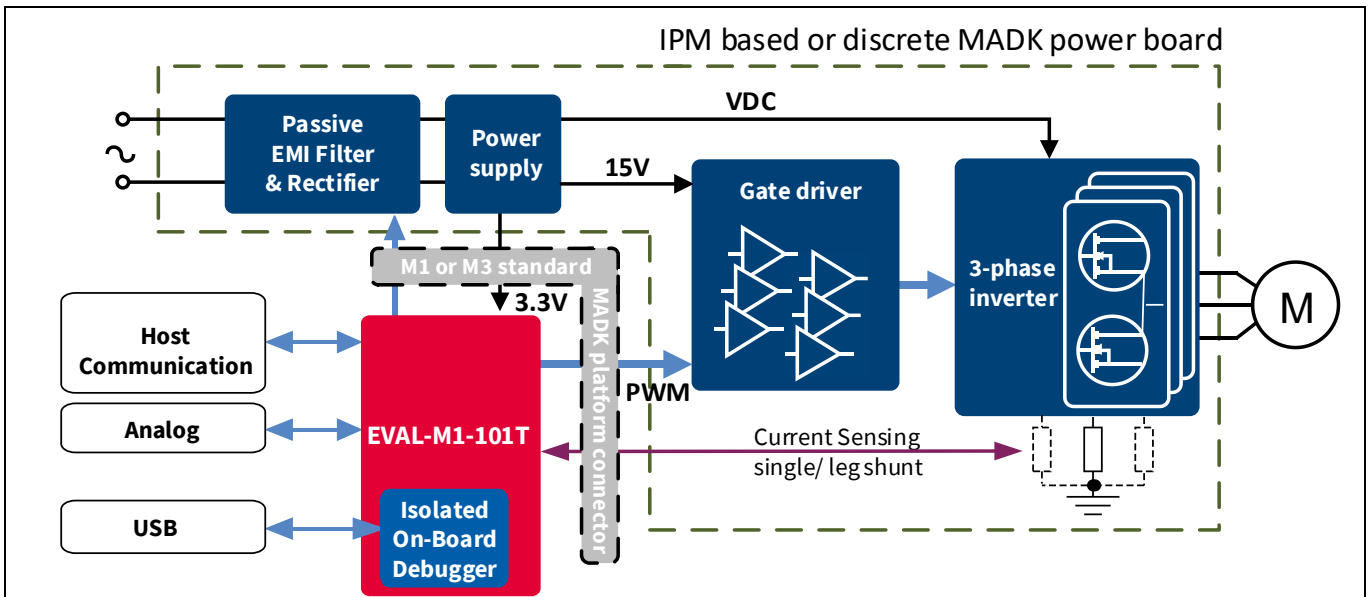 IPM based or discrete MADK power board
Passive
EMI Filter
& Rectifier
Power
supply
VDC
15V
Gate driver
3-phase
inverter
M
M1 or M3 standard
MADK platform connector
3.3V
Host
Communication
Analog
USB
EVAL-M1-101T
Isolated
On-Board
Debugger
PWM
Current Sensing
single/ leg shunt